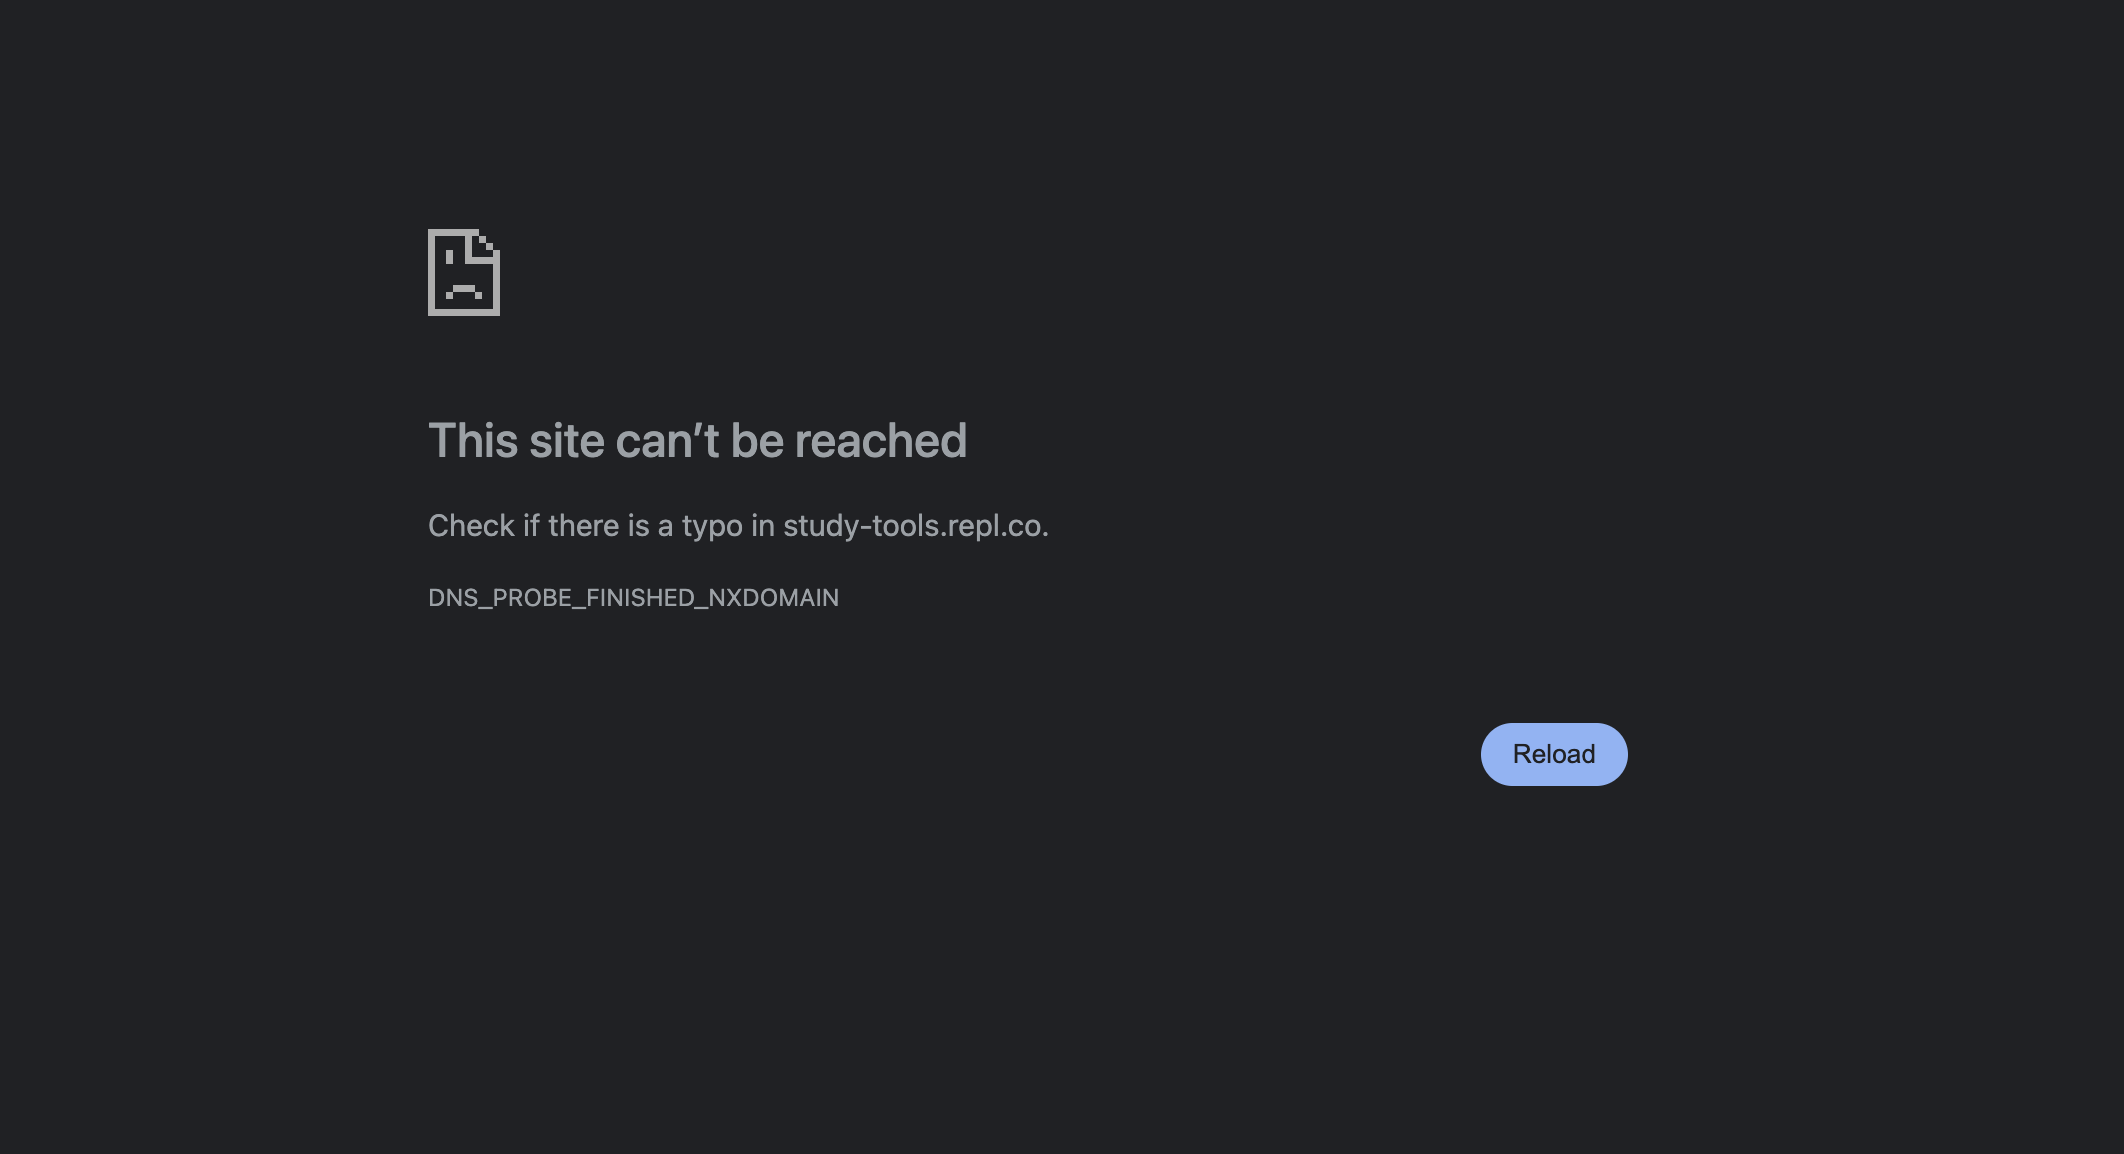 This site can’t be reached
Check if there is a typo in study-tools.repl.co.
DNS_PROBE_FINISHED_NXDOMAIN
Reload